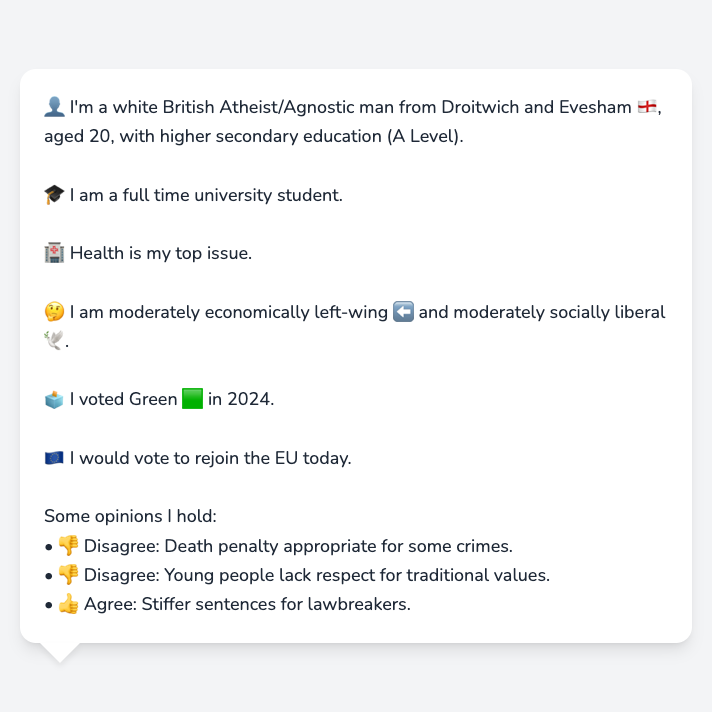 👤 I'm a white British Atheist/Agnostic man from Droitwich and Evesham 🏴󠁧󠁢󠁥󠁮󠁧󠁿,
aged 20, with higher secondary education (A Level).
🎓 I am a full time university student.
🏥 Health is my top issue.
🤔 I am moderately economically left-wing ⬅️ and moderately socially liberal
🕊️.
🗳️ I voted Green 🟩 in 2024.
🇪🇺 I would vote to rejoin the EU today.
Some opinions I hold:
• 👎 Disagree: Death penalty appropriate for some crimes.
• 👎 Disagree: Young people lack respect for traditional values.
• 👍 Agree: Stiffer sentences for lawbreakers.